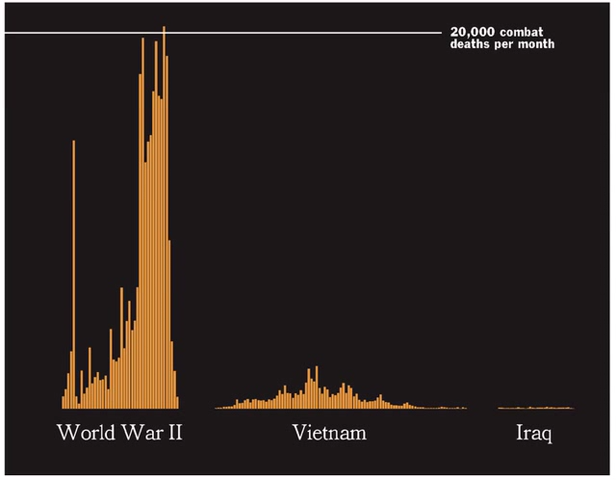 20,000 combat
deaths per month
World War II
Vietnam
Iraq